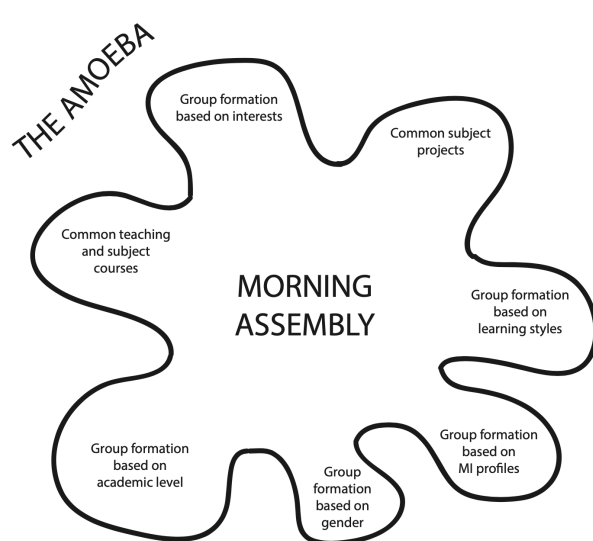 THE AMOEBA
Group formation
based on interests
Common subject
projects
Common teaching
and subject
courses
MORNING
ASSEMBLY
Group formation
based on
learning styles
Group formation
based on
academic level
Group
formation
based on
gender
Group formation
based on
MI profiles